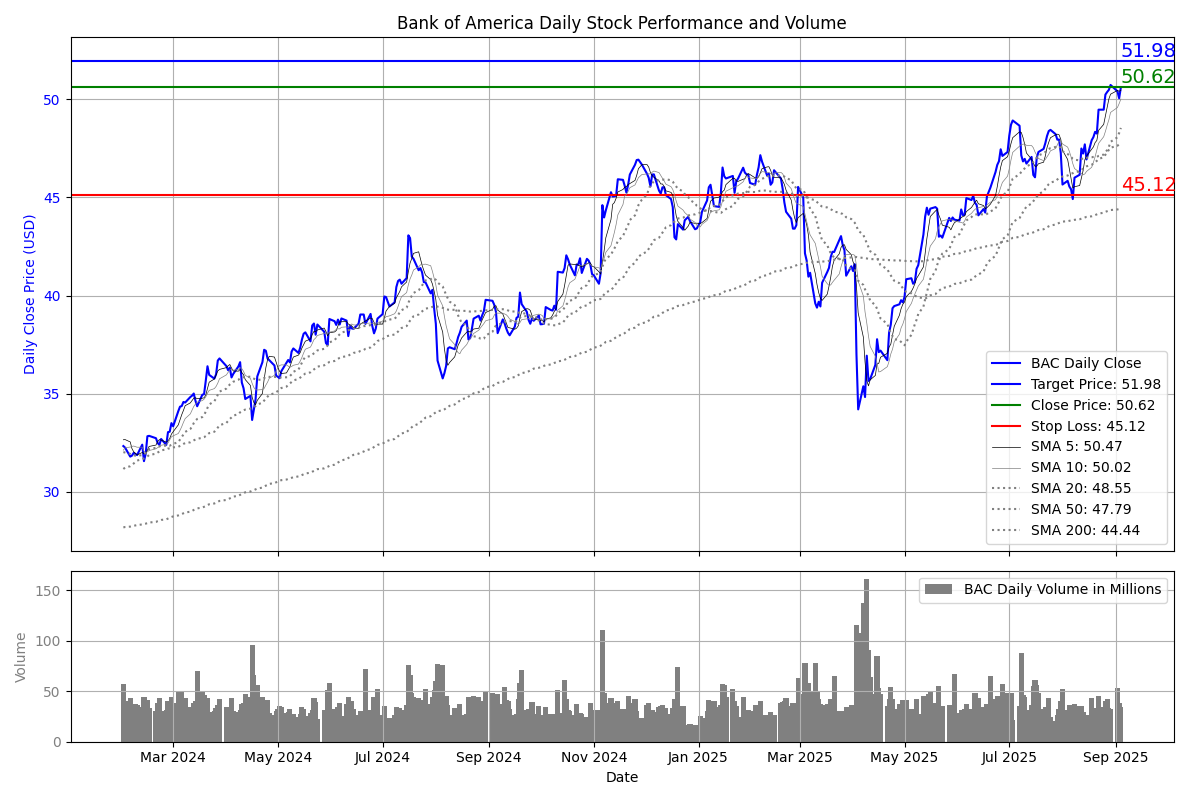 Bank of America Daily Stock Performance and Volume
51.98
50.62
45.12
Daily Close Price (USD)
50
45
40
35
30
BAC Daily Close
Target Price: 51.98
Close Price: 50.62
Stop Loss: 45.12
SMA 5: 50.47
SMA 10: 50.02
SMA 20: 48.55
SMA 50: 47.79
SMA 200: 44.44
Volume
150
100
50
0
BAC Daily Volume in Millions
Mar 2024 May 2024 Jul 2024 Sep 2024 Nov 2024 Jan 2025 Mar 2025 May 2025 Jul 2025 Sep 2025
Date